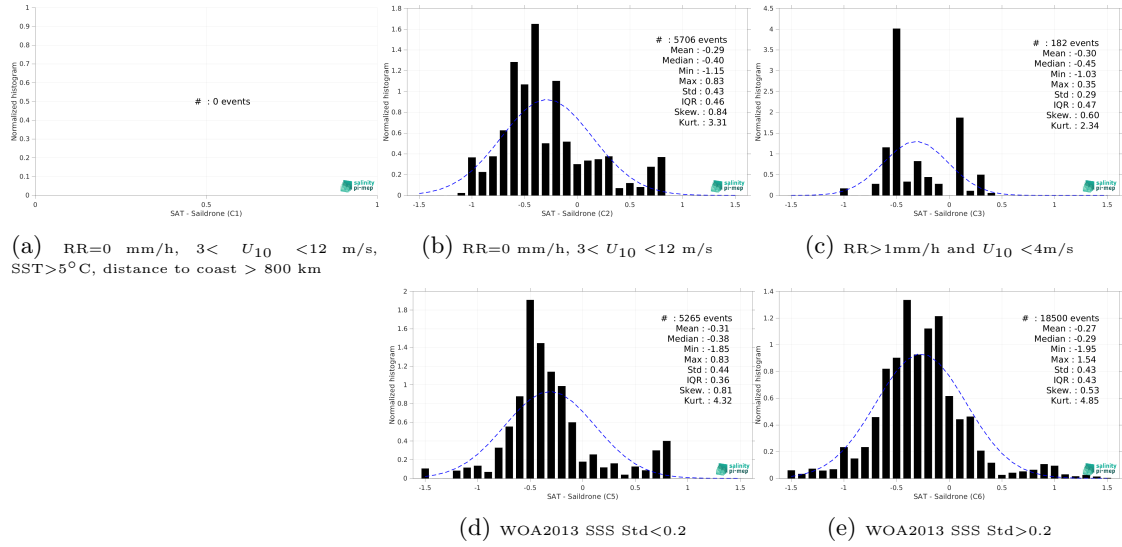 1
0.9
0.8
0.7
0.6
0.5
0.4
0.3
0.2
0.1
0
0
0.5
1
Normalized histogram
# : 0 events
SAT - Saildrone (C1)
salinity
pi-mep
(a) RR=0 mm/h, 3< U10 <12 m/s,
SST>5°C, distance to coast > 800 km
1.8
1.6
1.4
1.2
1
0.8
0.6
0.4
0.2
0
-1.5
-1
-0.5
0
0.5
1
1.5
Normalized histogram
# : 5706 events
Mean : -0.29
Median : -0.40
Min : -1.15
Max : 0.83
Std : 0.43
IQR : 0.46
Skew. : 0.84
Kurt. : 3.31
SAT - Saildrone (C2)
salinity
pi-mep
(b) RR=0 mm/h, 3< U10 <12 m/s
5
4.5
4
3.5
3
2.5
2
1.5
1
0.5
0
-1.5
-1
-0.5
0
0.5
1
1.5
Normalized histogram
# : 182 events
Mean : -0.30
Median : -0.45
Min : -1.03
Max : 0.35
Std : 0.29
IQR : 0.47
Skew. : 0.60
Kurt. : 2.34
SAT - Saildrone (C3)
salinity
pi-mep
(c) RR>1mm/h and U10 <4m/s
2
1.8
1.6
1.4
1.2
1
0.8
0.6
0.4
0.2
0
-1.5
-1
-0.5
0
0.5
1
1.5
Normalized histogram
# : 5265 events
Mean : -0.31
Median : -0.38
Min : -1.85
Max : 0.83
Std : 0.44
IQR : 0.36
Skew. : 0.81
Kurt. : 4.32
SAT - Saildrone (C5)
salinity
pi-mep
(d) WOA2013 SSS Std<0.2
1.4
1.2
1
0.8
0.6
0.4
0.2
0
-1.5
-1
-0.5
0
0.5
1
1.5
Normalized histogram
# : 18500 events
Mean : -0.27
Median : -0.29
Min : -1.95
Max : 1.54
Std : 0.43
IQR : 0.43
Skew. : 0.53
Kurt. : 4.85
SAT - Saildrone (C6)
salinity
pi-mep
(e) WOA2013 SSS Std>0.2